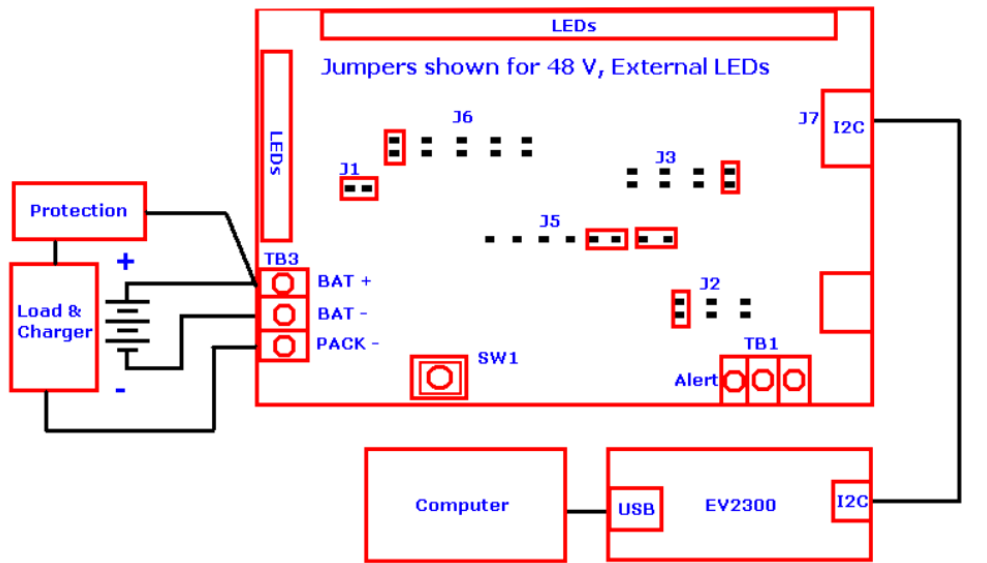 LEDs
Jumpers shown for 48 V, External LEDs
LEDs
J6
J7
I2C
J1
J3
Protection
J5
TB3
+
BAT +
J2
Load &
Charger
BAT -
PACK -
TB1
SW1
-
Alert
Computer
USB
EV2300
I2C